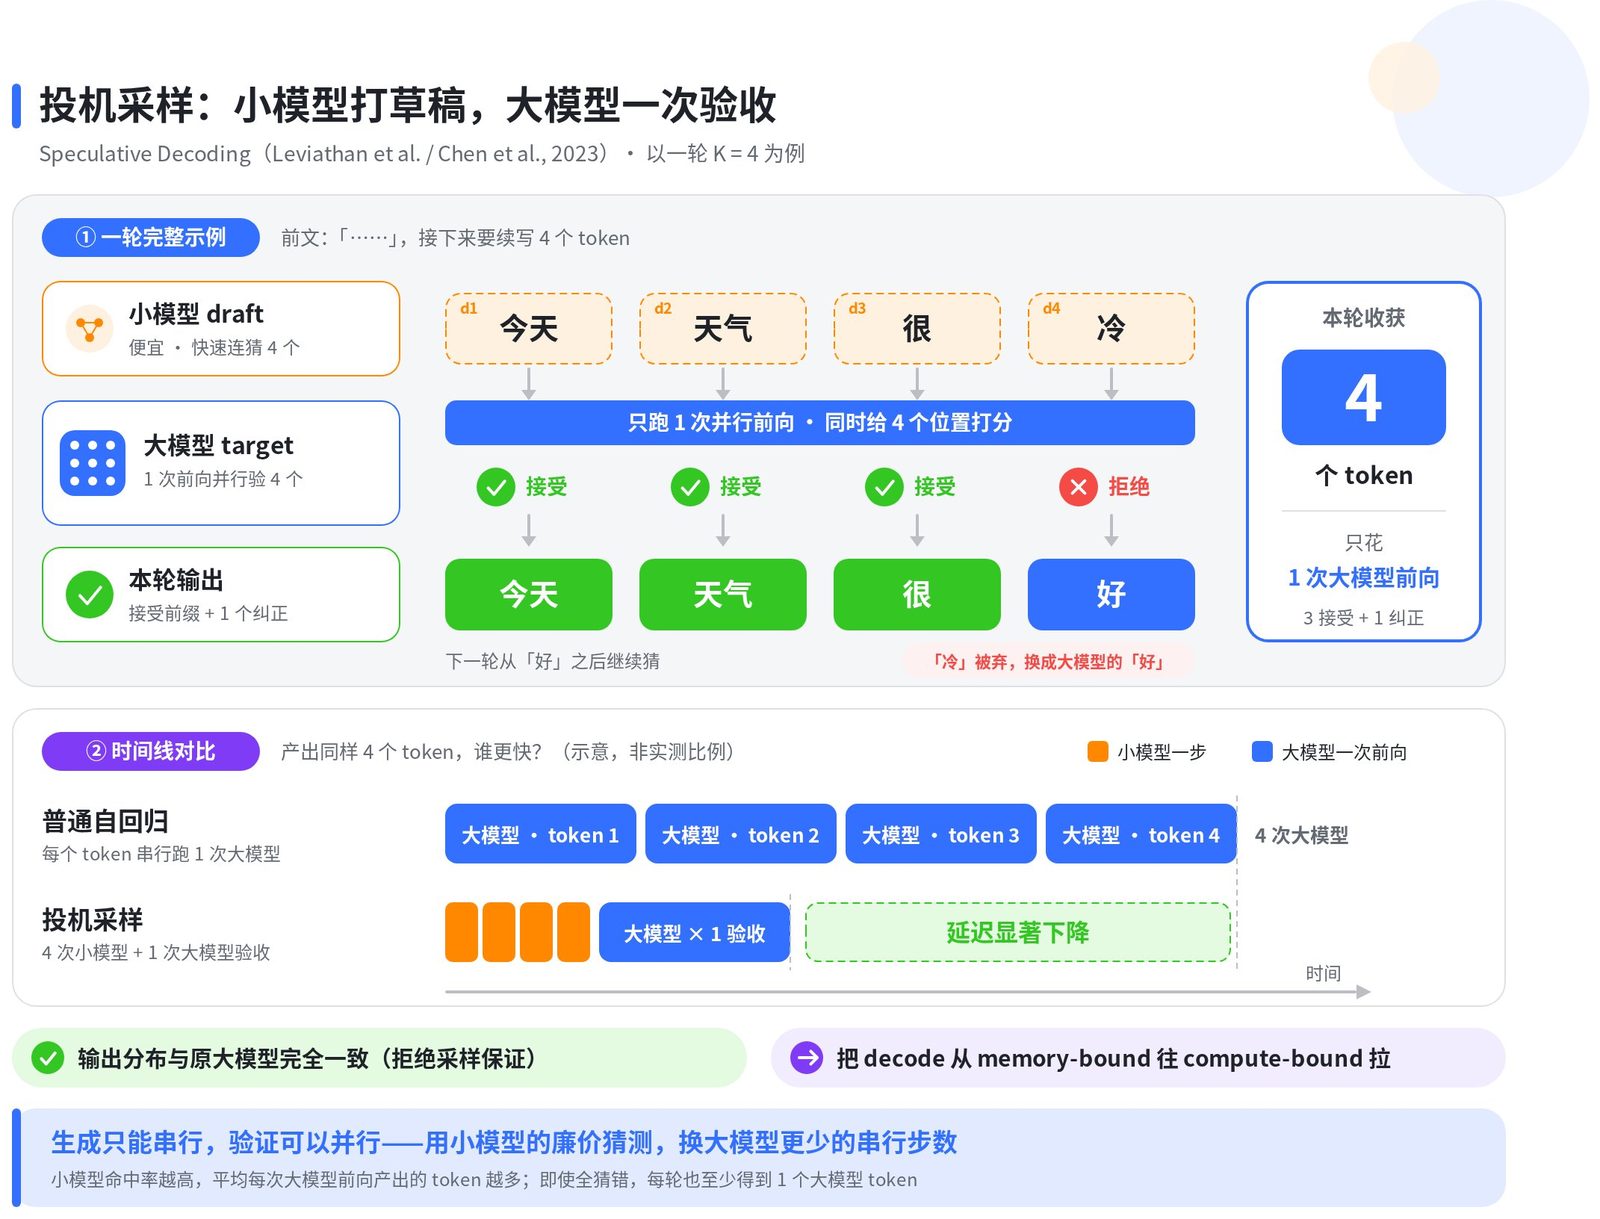 投机采样：小模型打草稿，大模型一次验收
Speculative Decoding（Leviathan et al. / Chen et al., 2023）· 以一轮 K = 4 为例
① 一轮完整示例
前文：「……」，接下来要续写 4 个 token
小模型 draft
便宜 · 快速连猜 4 个
d1 今天
d2 天气
d3 很
d4 冷
大模型 target
1 次前向并行验 4 个
只跑 1 次并行前向 · 同时给 4 个位置打分
接受
接受
接受
拒绝
本轮输出
接受前缀 + 1 个纠正
今天
天气
很
好
下一轮从「好」之后继续猜
「冷」被弃，换成大模型的「好」
本轮收获
4
个 token
只花
1 次大模型前向
3 接受 + 1 纠正
② 时间线对比
产出同样 4 个 token，谁更快？（示意，非实测比例）
小模型一步
大模型一次前向
普通自回归
每个 token 串行跑 1 次大模型
大模型 · token 1
大模型 · token 2
大模型 · token 3
大模型 · token 4
4 次大模型
投机采样
4 次小模型 + 1 次大模型验收
大模型 × 1 验收
延迟显著下降
时间
输出分布与原大模型完全一致（拒绝采样保证）
把 decode 从 memory-bound 往 compute-bound 拉
生成只能串行，验证可以并行——用小模型的廉价猜测，换大模型更少的串行步数
小模型命中率越高，平均每次大模型前向产出的 token 越多；即使全猜错，每轮也至少得到 1 个大模型 token